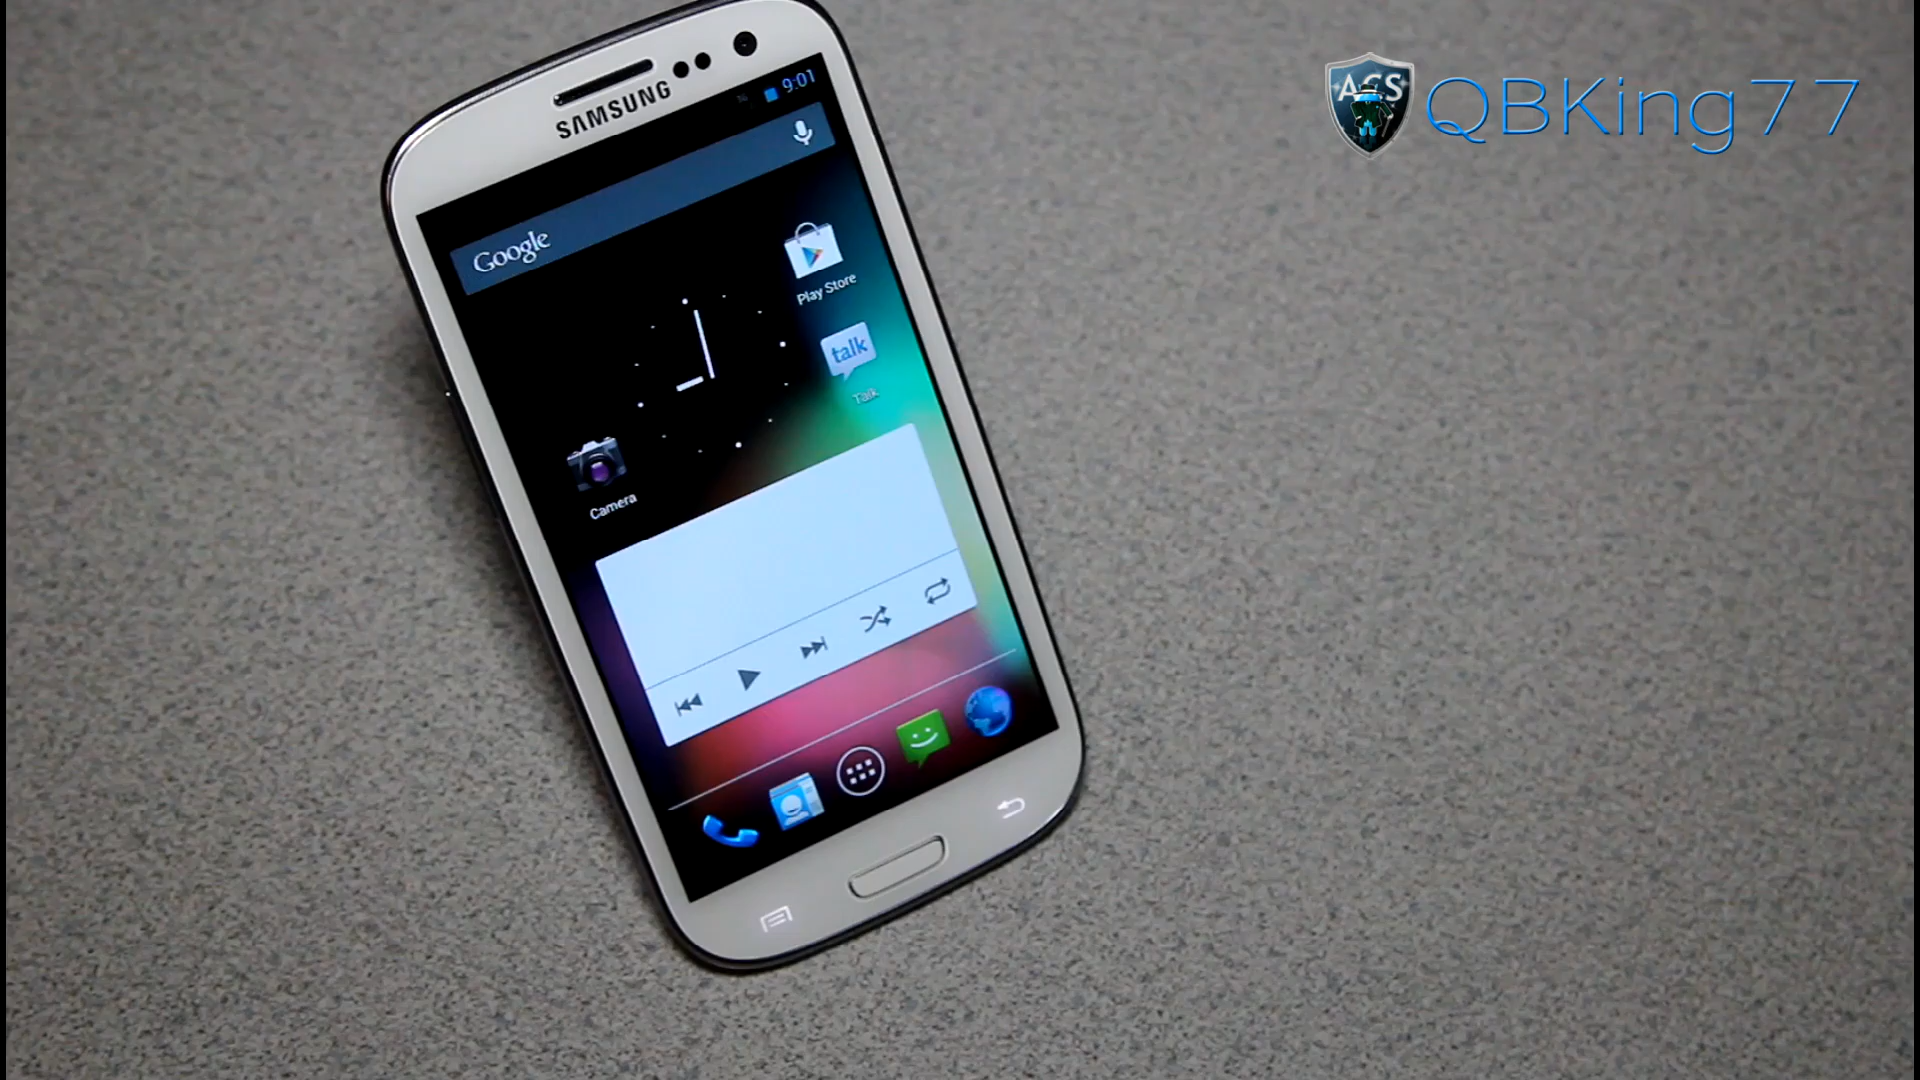 ACS QBKing77
SAMSUNG
9:01
Google
Play Store
talk
Talk
Camera